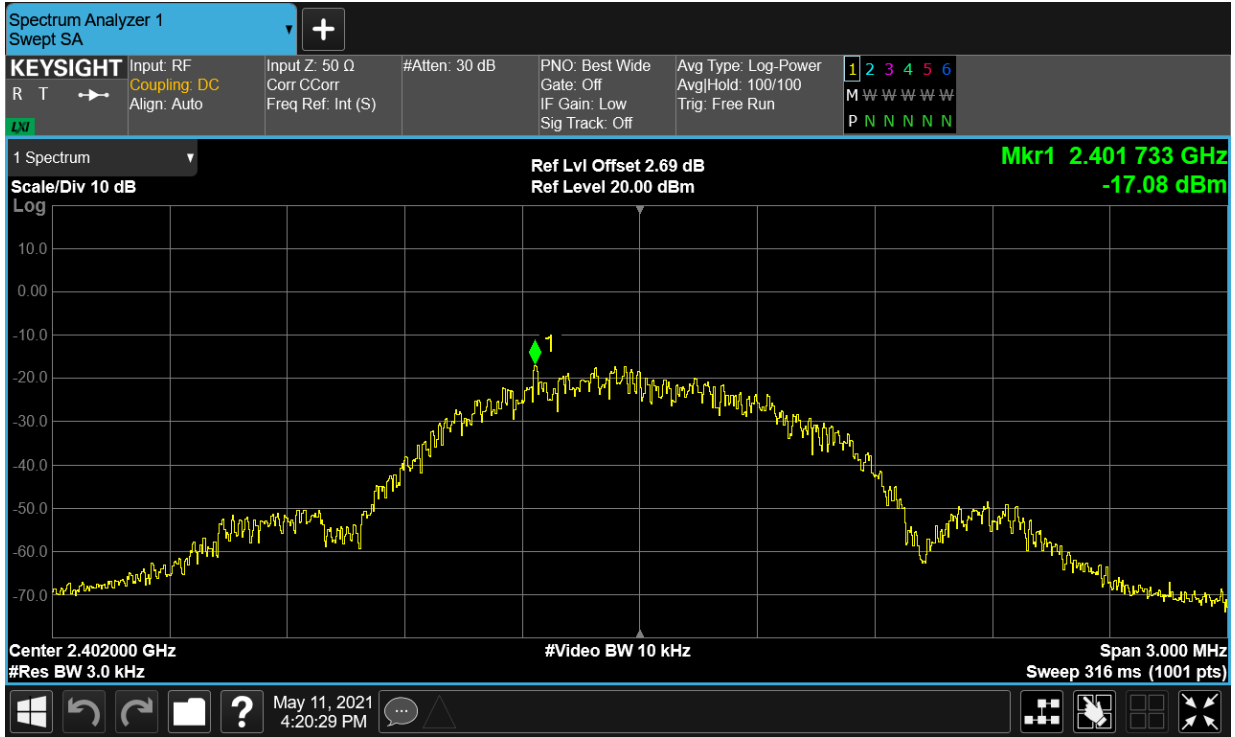 Spectrum Analyzer 1
Swept SA
+
KEYSIGHT
R T
LXI
Input: RF
Coupling: DC
Align: Auto
Input Z: 50 Ω
Corr CCorr
Freq Ref: Int (S)
#Atten: 30 dB
PNO: Best Wide
Gate: Off
IF Gain: Low
Sig Track: Off
Avg Type: Log-Power
Avg|Hold: 100/100
Trig: Free Run
1 2 3 4 5 6
M W W W W W
P N N N N N
1 Spectrum
Scale/Div 10 dB
Log
Ref Lvl Offset 2.69 dB
Ref Level 20.00 dBm
Mkr1 2.401 733 GHz
-17.08 dBm
10.0
0.00
-10.0
-20.0
-30.0
-40.0
-50.0
-60.0
-70.0
1
Center 2.402000 GHz
#Res BW 3.0 kHz
#Video BW 10 kHz
Span 3.000 MHz
Sweep 316 ms (1001 pts)
?
May 11, 2021
4:20:29 PM